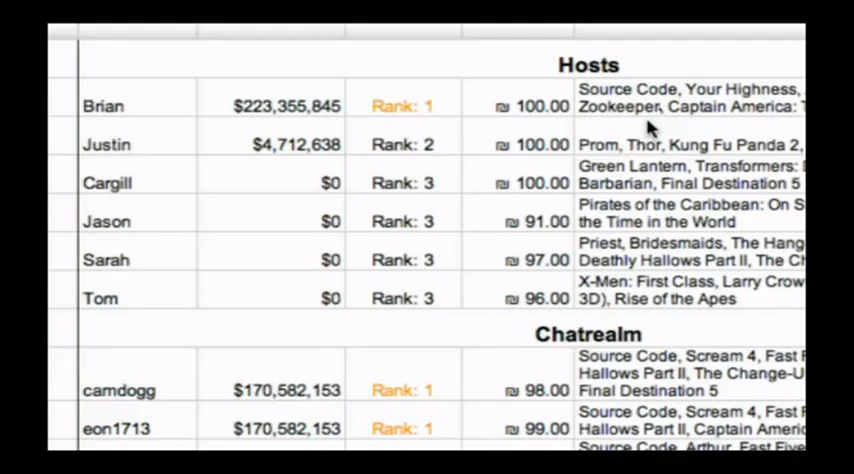 Hosts
Brian $223,355,845 Rank: 1 ₪ 100.00 Source Code, Your Highness,
Zookeeper, Captain America:
Justin $4,712,638 Rank: 2 ₪ 100.00 Prom, Thor, Kung Fu Panda 2,
Cargill $0 Rank: 3 ₪ 100.00 Green Lantern, Transformers:
Barbarian, Final Destination 5
Jason $0 Rank: 3 ₪ 91.00 Pirates of the Caribbean: On S
the Time in the World
Sarah $0 Rank: 3 ₪ 97.00 Priest, Bridesmaids, The Hang
Deathly Hallows Part II, The Ch
Tom $0 Rank: 3 ₪ 96.00 X-Men: First Class, Larry Crow
3D), Rise of the Apes
Chatrealm
camdogg $170,582,153 Rank: 1 ₪ 98.00 Source Code, Scream 4, Fast F
Hallows Part II, The Change-U
Final Destination 5
eon1713 $170,582,153 Rank: 1 ₪ 99.00 Source Code, Scream 4, Fast F
Hallows Part II, Captain Americ
Source Code, Arthur, Fast Five